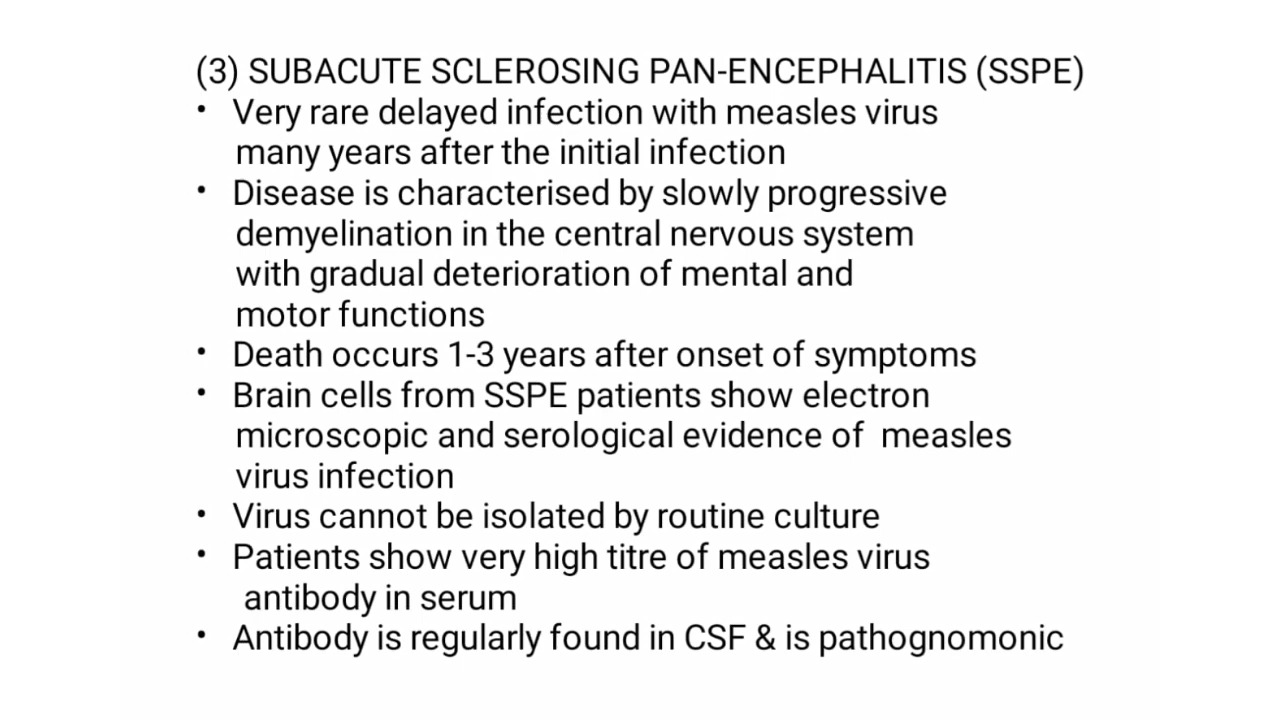 (3) SUBACUTE SCLEROSING PAN-ENCEPHALITIS (SSPE)
• Very rare delayed infection with measles virus
many years after the initial infection
• Disease is characterised by slowly progressive
demyelination in the central nervous system
with gradual deterioration of mental and
motor functions
• Death occurs 1-3 years after onset of symptoms
• Brain cells from SSPE patients show electron
microscopic and serological evidence of  measles
virus infection
• Virus cannot be isolated by routine culture
• Patients show very high titre of measles virus
antibody in serum
• Antibody is regularly found in CSF & is pathognomonic